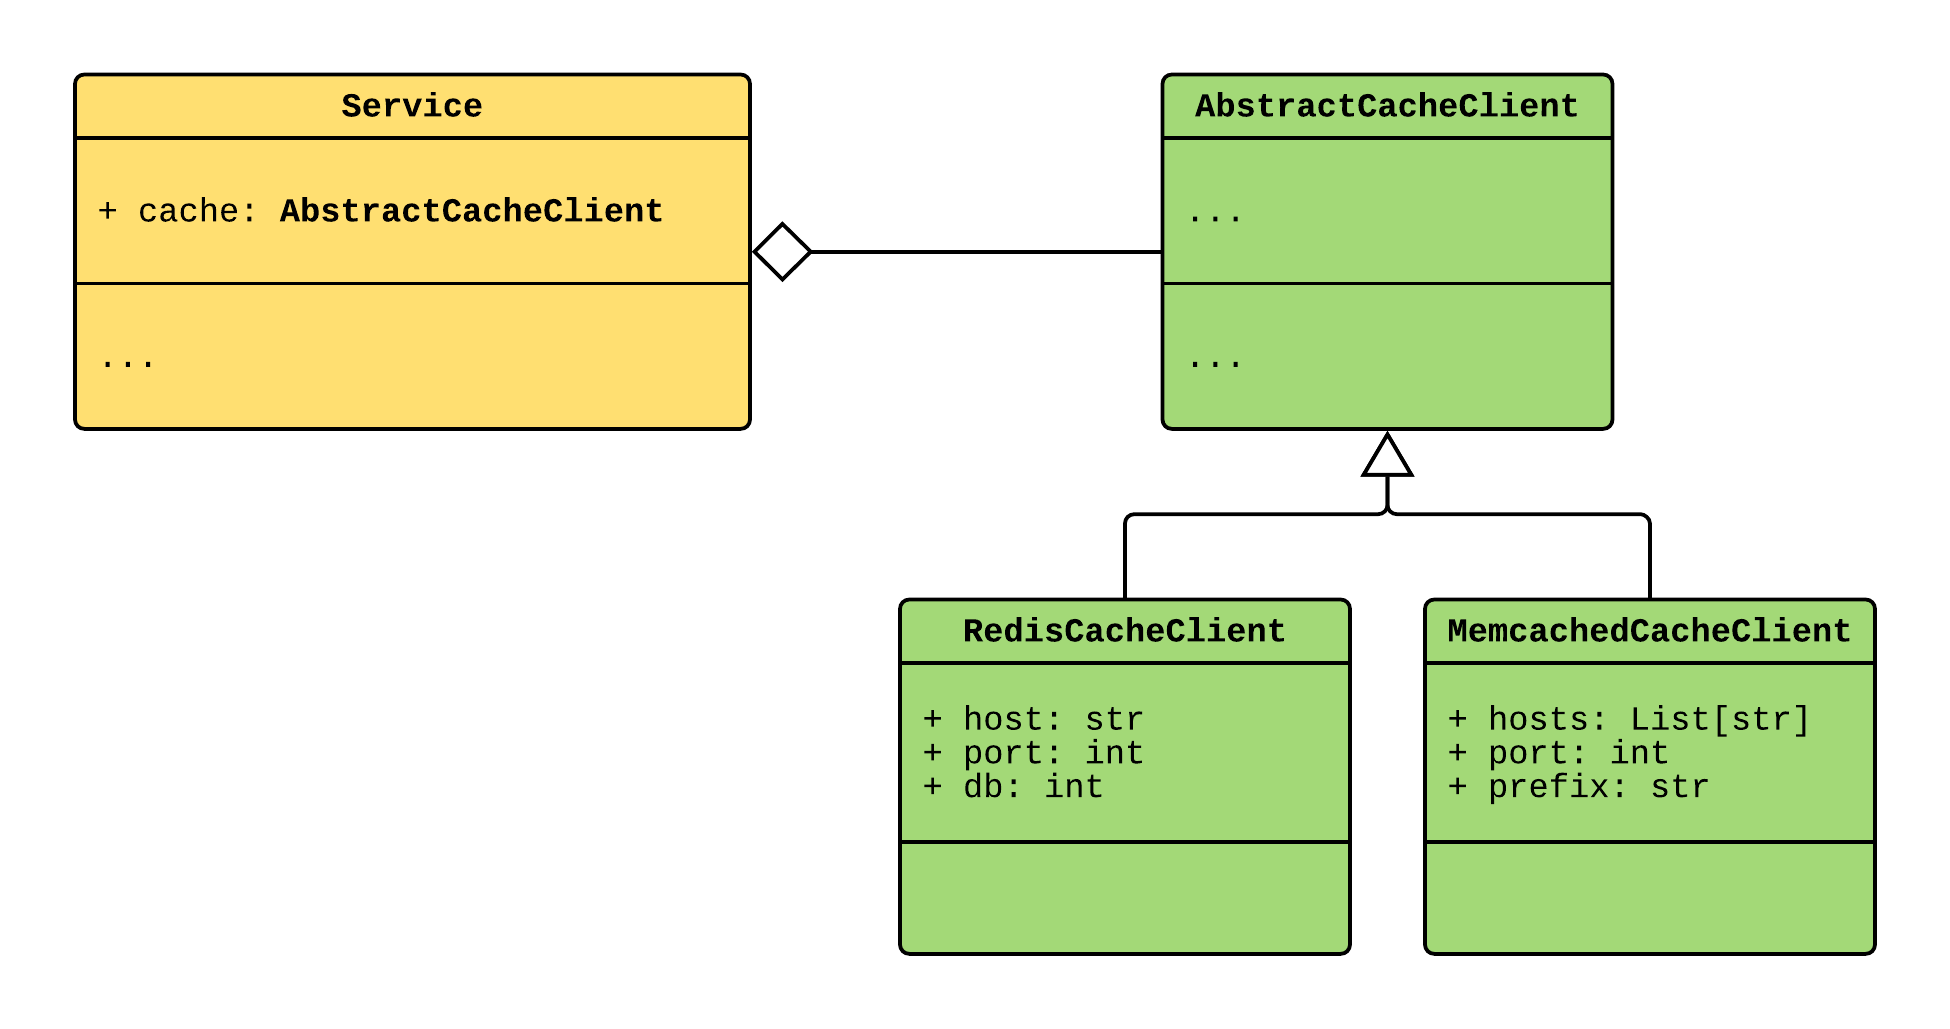 Service
+ cache: AbstractCacheClient
...
AbstractCacheClient
...
...
RedisCacheClient
+ host: str
+ port: int
+ db: int
MemcachedCacheClient
+ hosts: List[str]
+ port: int
+ prefix: str